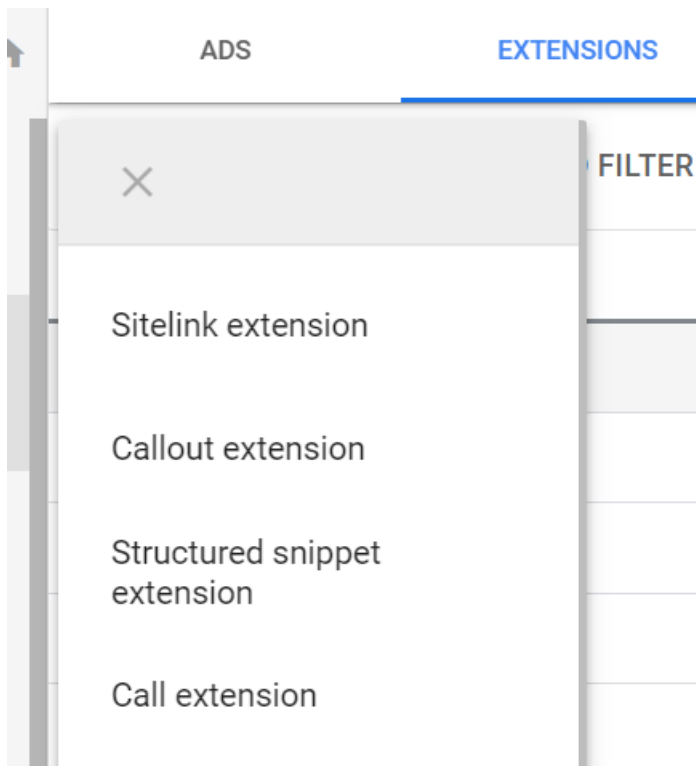 ADS
EXTENSIONS
FILTER
Sitelink extension
Callout extension
Structured snippet
extension
Call extension